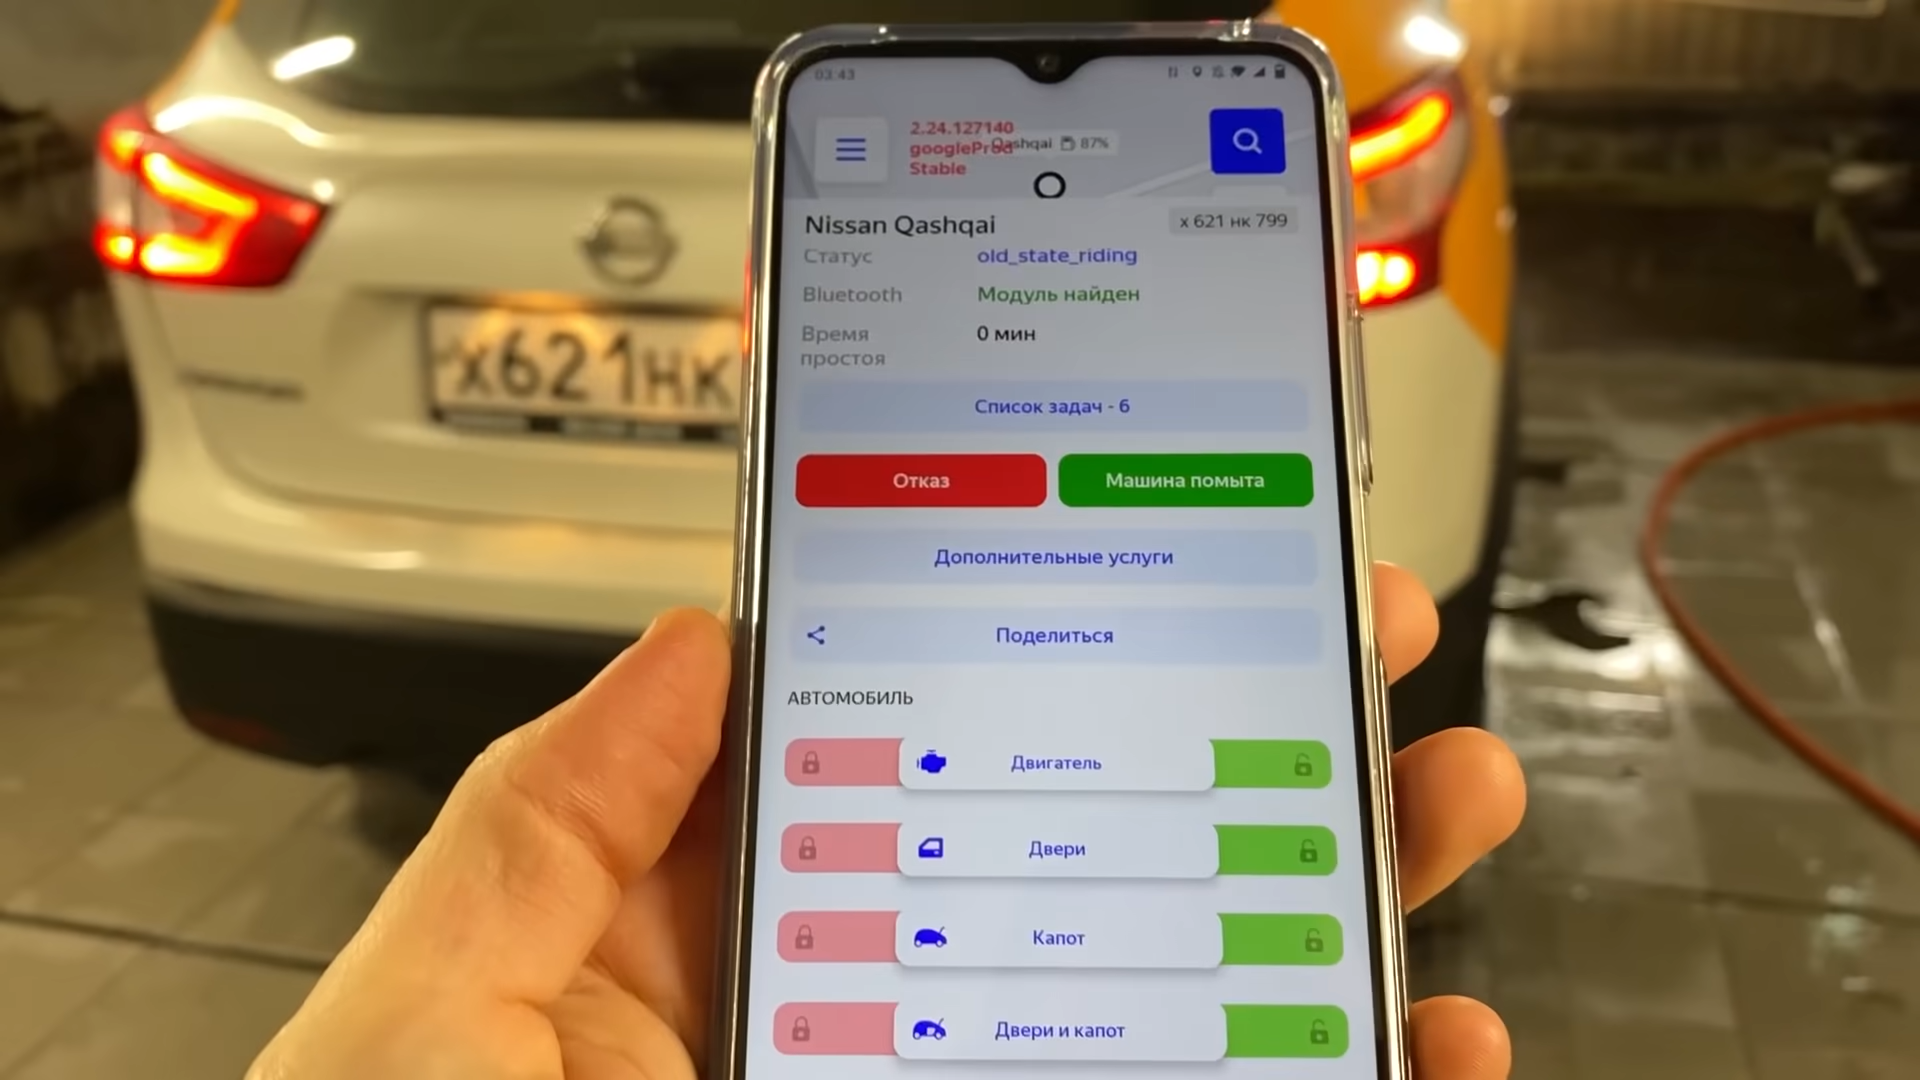 03:43
2.24.127140
googleProd
Stable
Qashqai 87%
Nissan Qashqai
х 621 нк 799
Статус old_state_riding
Bluetooth Модуль найден
Время простоя 0 мин
Список задач - 6
Отказ
Машина помыта
Дополнительные услуги
Поделиться
АВТОМОБИЛЬ
Двигатель
Двери
Капот
Двери и капот
х621нк